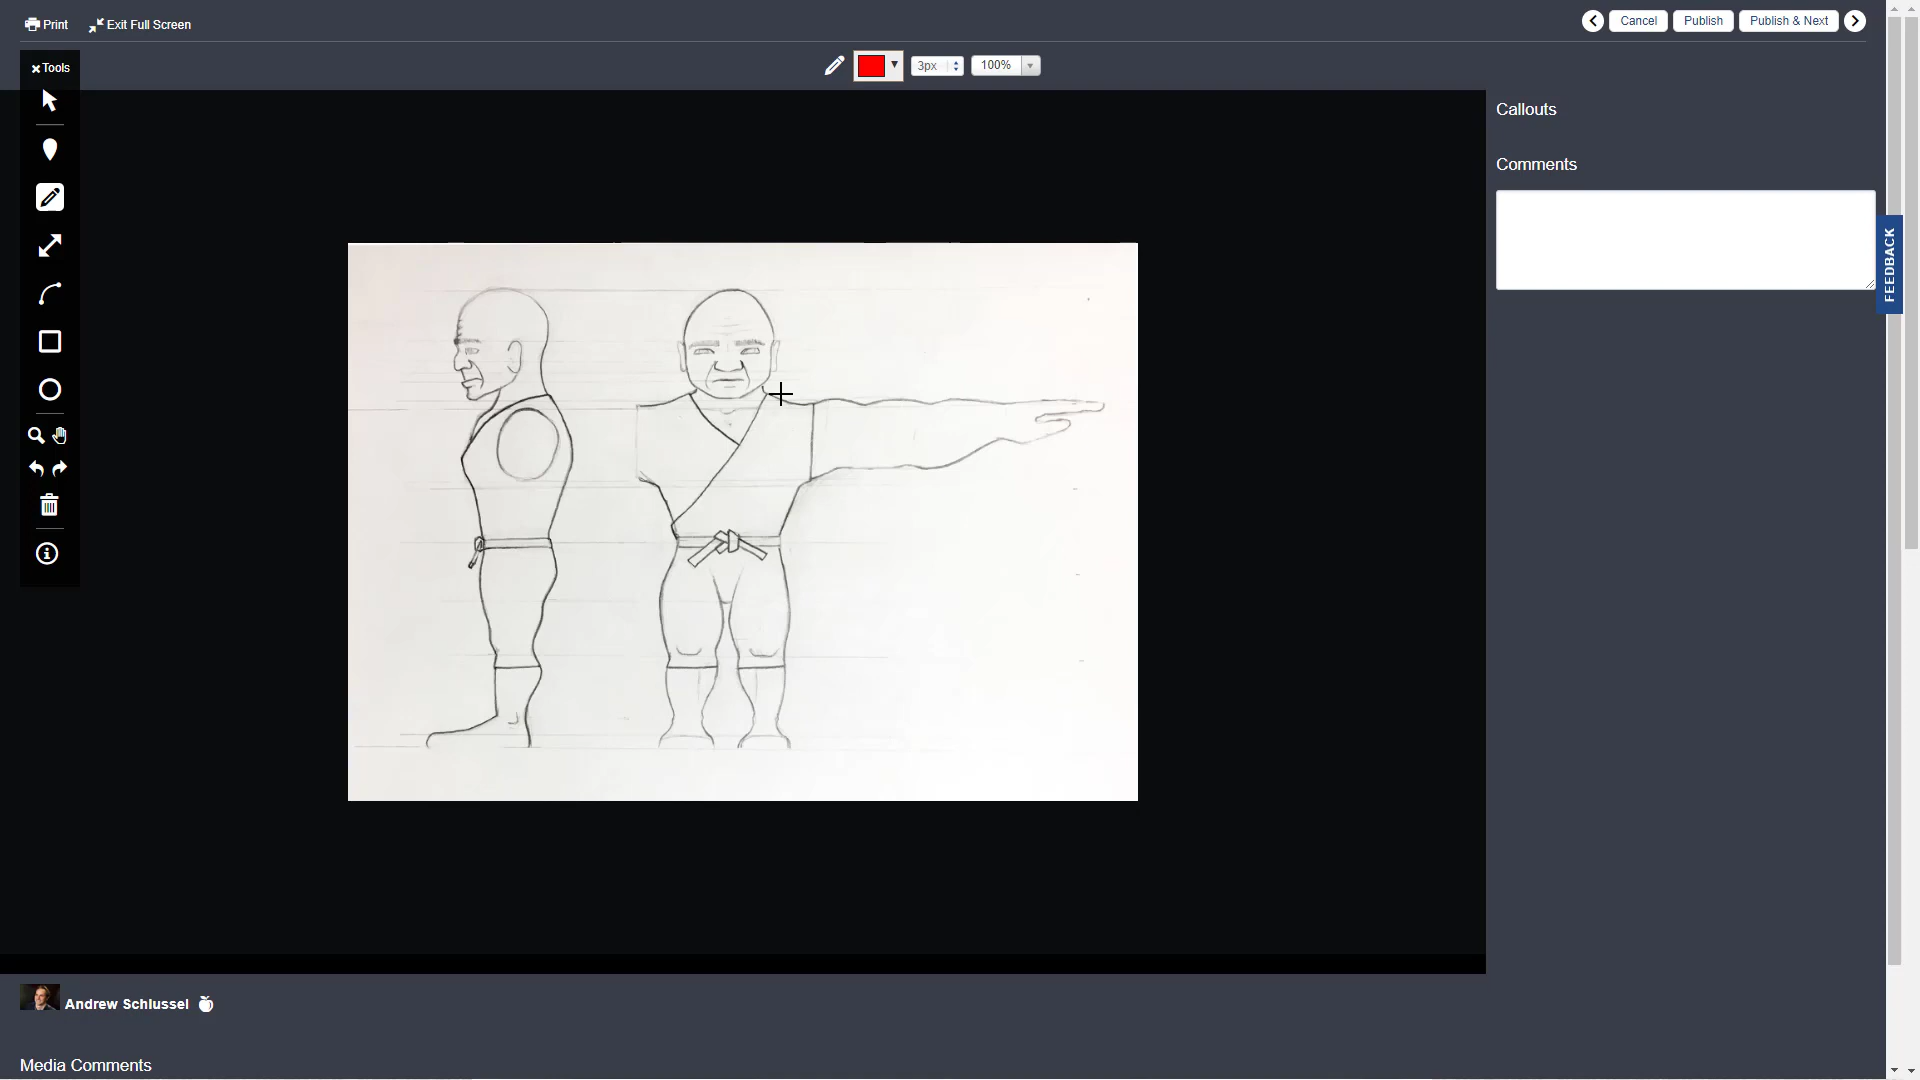 Print
Exit Full Screen
Cancel
Publish
Publish & Next
Tools
3px
100%
Callouts
Comments
FEEDBACK
Andrew Schlussel
Media Comments